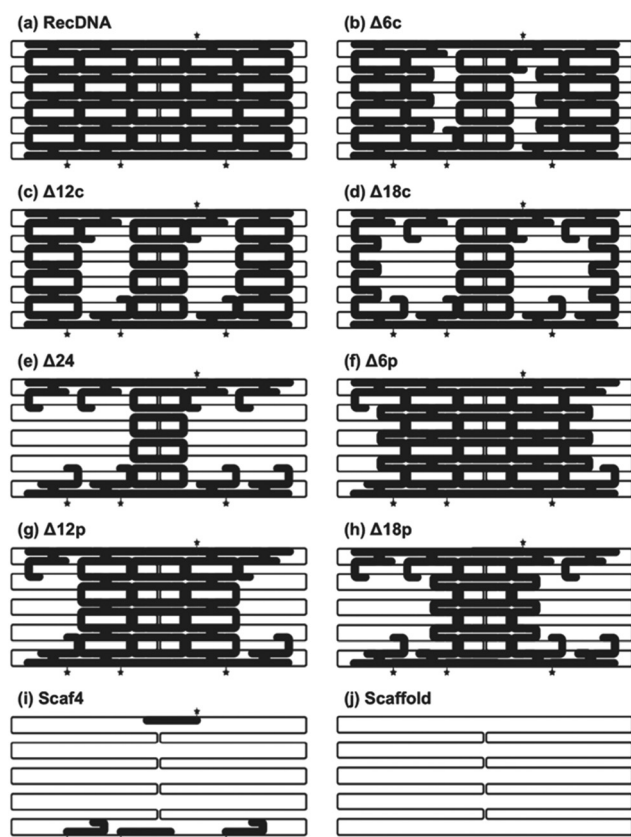 (a) RecDNA
(b) Δ6c
(c) Δ12c
(d) Δ18c
(e) Δ24
(f) Δ6p
(g) Δ12p
(h) Δ18p
(i) Scaf4
(j) Scaffold